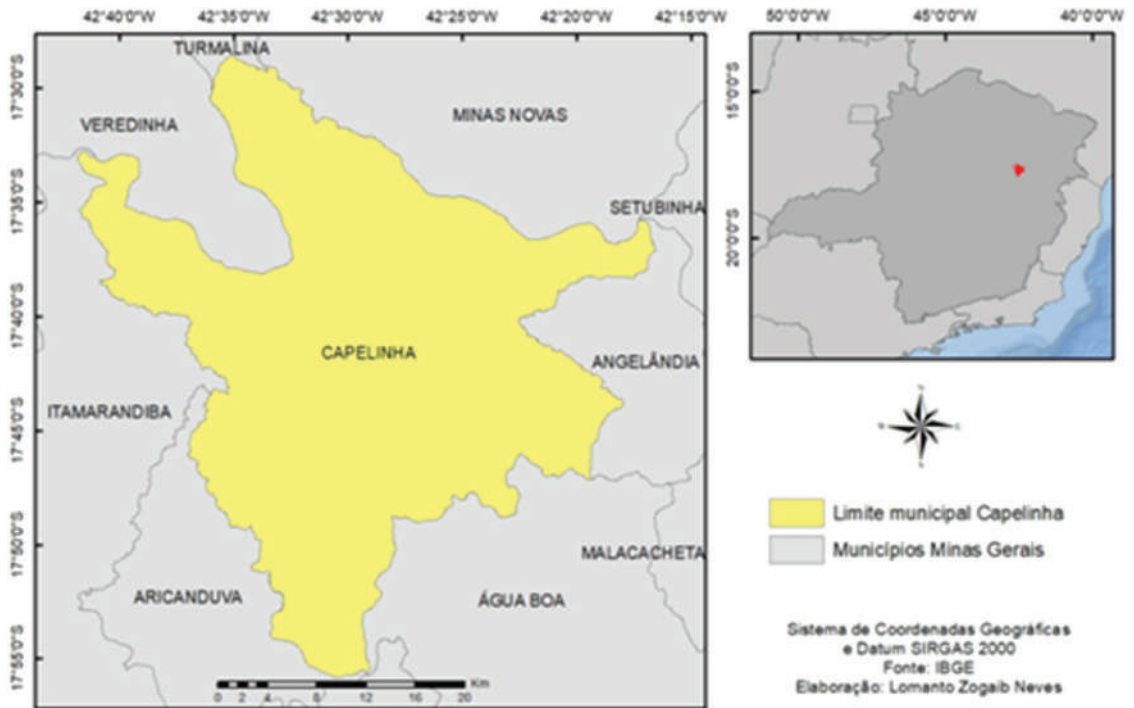 42°40'0"W 42°35'0"W 42°30'0"W 42°25'0"W 42°20'0"W 42°15'0"W
17°30'0"S
17°35'0"S
17°40'0"S
17°45'0"S
17°50'0"S
17°55'0"S
TURMALINA
MINAS NOVAS
VEREDINHA
SETUBINHA
CAPELINHA
ANGELÂNDIA
ITAMARANDIBA
MALACACHETA
ARICANDUVA
ÁGUA BOA
Km
0 2 4 8 12 16 20
50°0'0"W 45°0'0"W 40°0'0"W
15°0'0"S
20°0'0"S
N
W E
S
Limite municipal Capelinha
Municípios Minas Gerais
Sistema de Coordenadas Geográficas
e Datum SIRGAS 2000
Fonte: IBGE
Elaboração: Lomanto Zogaib Neves